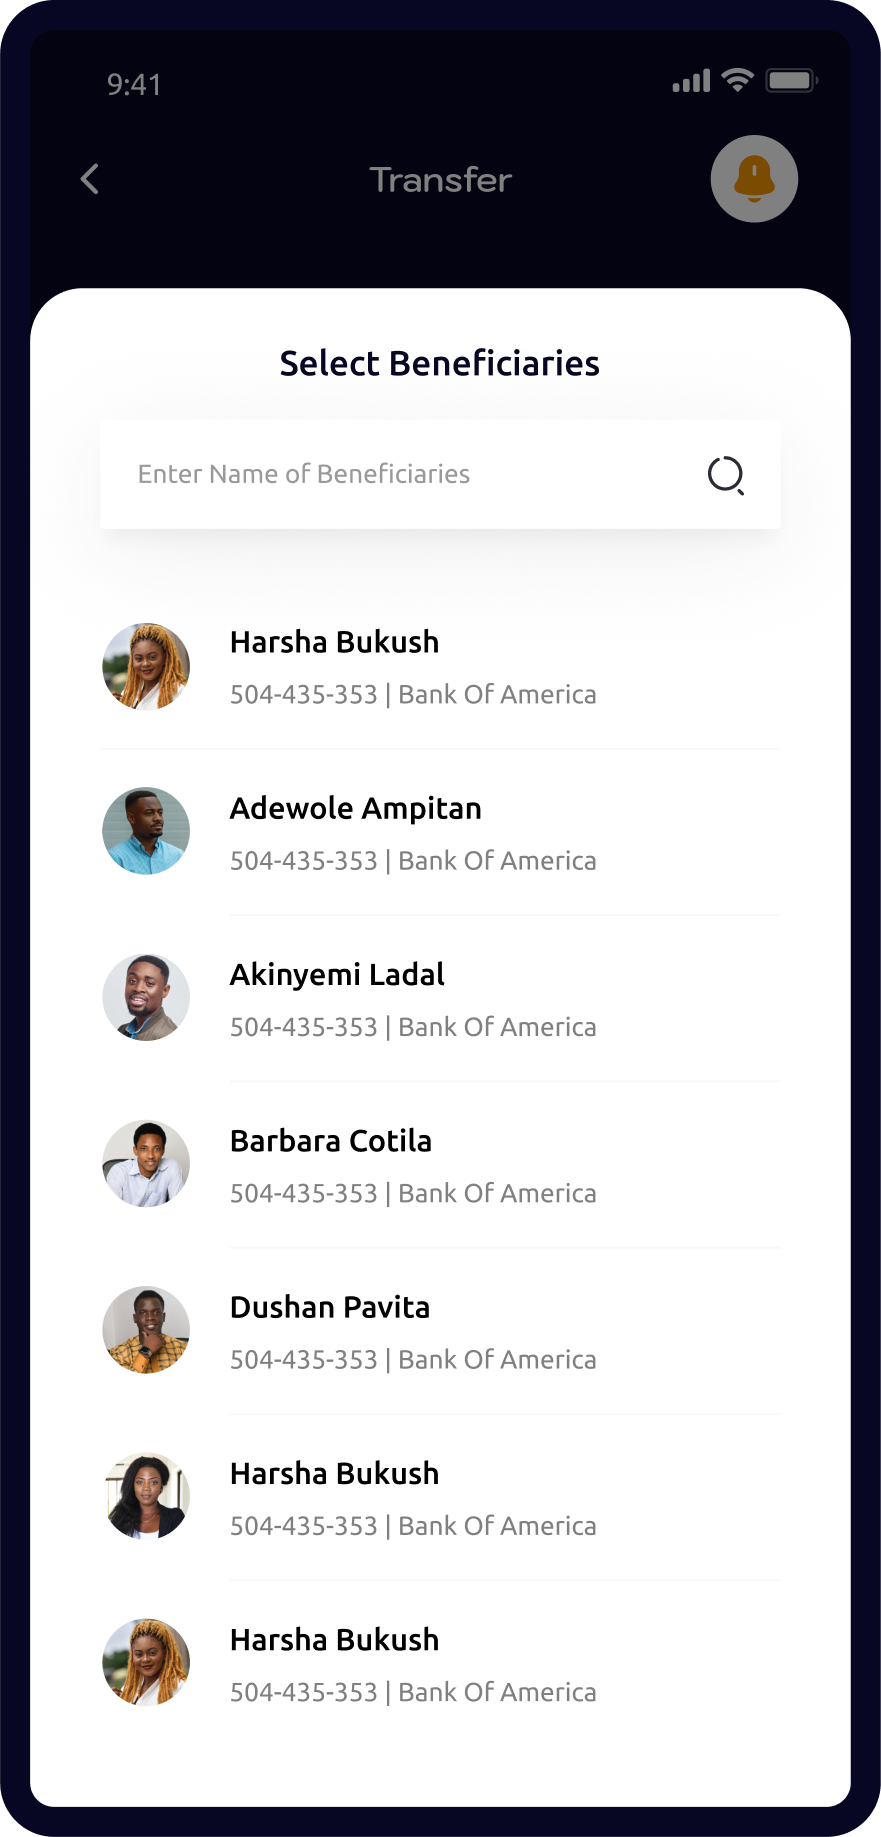 9:41
Transfer
Select Beneficiaries
Enter Name of Beneficiaries
Harsha Bukush
504-435-353 | Bank Of America
Adewole Ampitan
504-435-353 | Bank Of America
Akinyemi Ladal
504-435-353 | Bank Of America
Barbara Cotila
504-435-353 | Bank Of America
Dushan Pavita
504-435-353 | Bank Of America
Harsha Bukush
504-435-353 | Bank Of America
Harsha Bukush
504-435-353 | Bank Of America